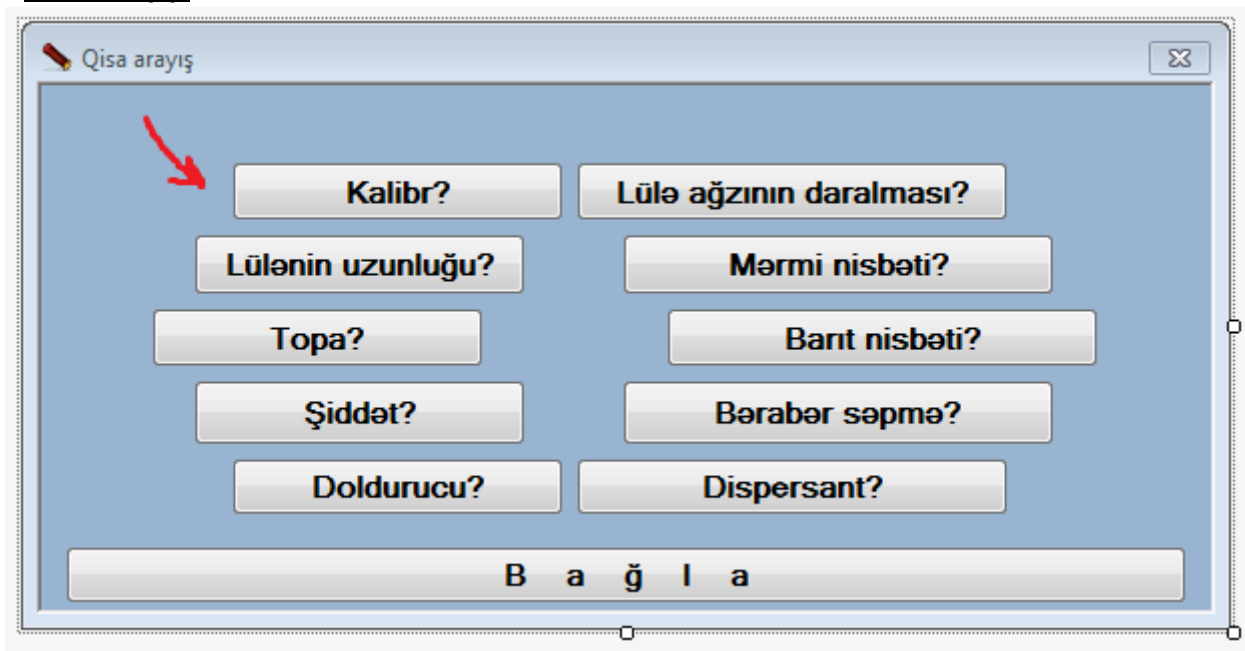 Qisa arayış
Kalibr? Lülə ağzının daralması?
Lülənin uzunluğu? Mərmi nisbəti?
Topa? Barıt nisbəti?
Şiddət? Bərabər səpmə?
Doldurucu? Dispersant?
B a ğ l a